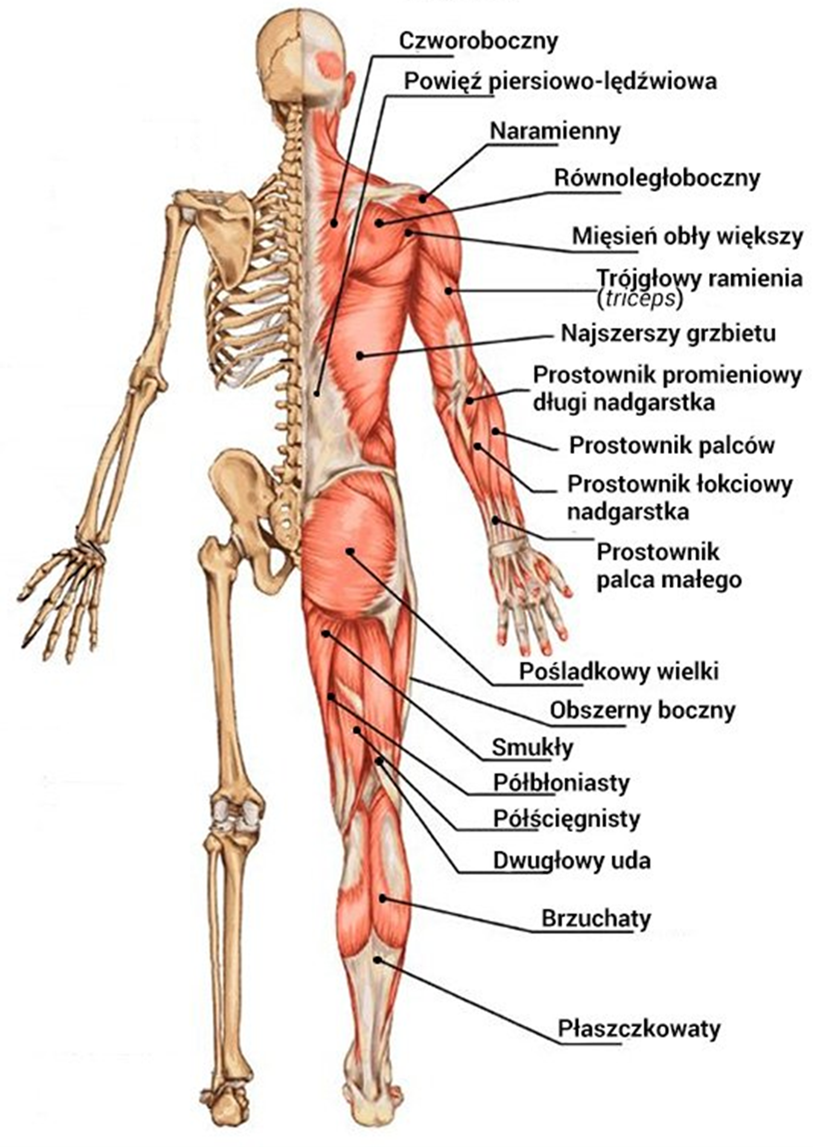 Czworoboczny
Powięź piersiowo-lędźwiowa
Naramienny
Równoległoboczny
Mięsień obły większy
Trójgłowy ramienia
(triceps)
Najszerszy grzbietu
Prostownik promieniowy
długi nadgarstka
Prostownik palców
Prostownik łokciowy
nadgarstka
Prostownik
palca małego
Pośladkowy wielki
Obszerny boczny
Smukły
Półbłoniasty
Półścięgnisty
Dwugłowy uda
Brzuchaty
Płaszczkowaty